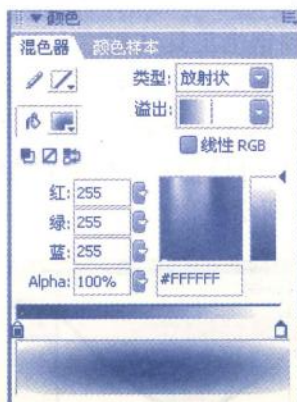 颜色
混色器 颜色样本
类型: 放射状
溢出:
线性 RGB
红: 255
绿: 255
蓝: 255
Alpha: 100% #FFFFFF